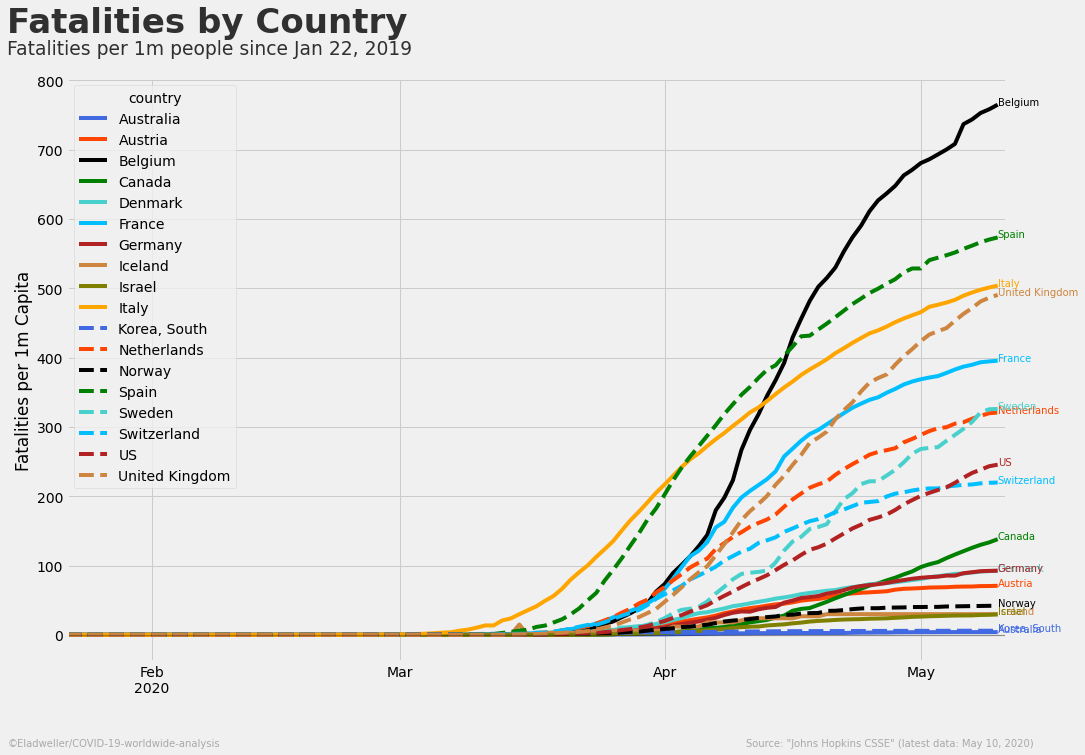 Fatalities by Country
Fatalities per 1m people since Jan 22, 2019
Fatalities per 1m Capita
800
700
600
500
400
300
200
100
0
country
Australia
Austria
Belgium
Canada
Denmark
France
Germany
Iceland
Israel
Italy
Korea, South
Netherlands
Norway
Spain
Sweden
Switzerland
US
United Kingdom
Belgium
Spain
Italy
United Kingdom
France
Sweden
Netherlands
US
Switzerland
Canada
Germany
Austria
Norway
Israel
Korea, South
Australia
Feb
2020
Mar
Apr
May
©Eladweller/COVID-19-worldwide-analysis
Source: "Johns Hopkins CSSE" (latest data: May 10, 2020)